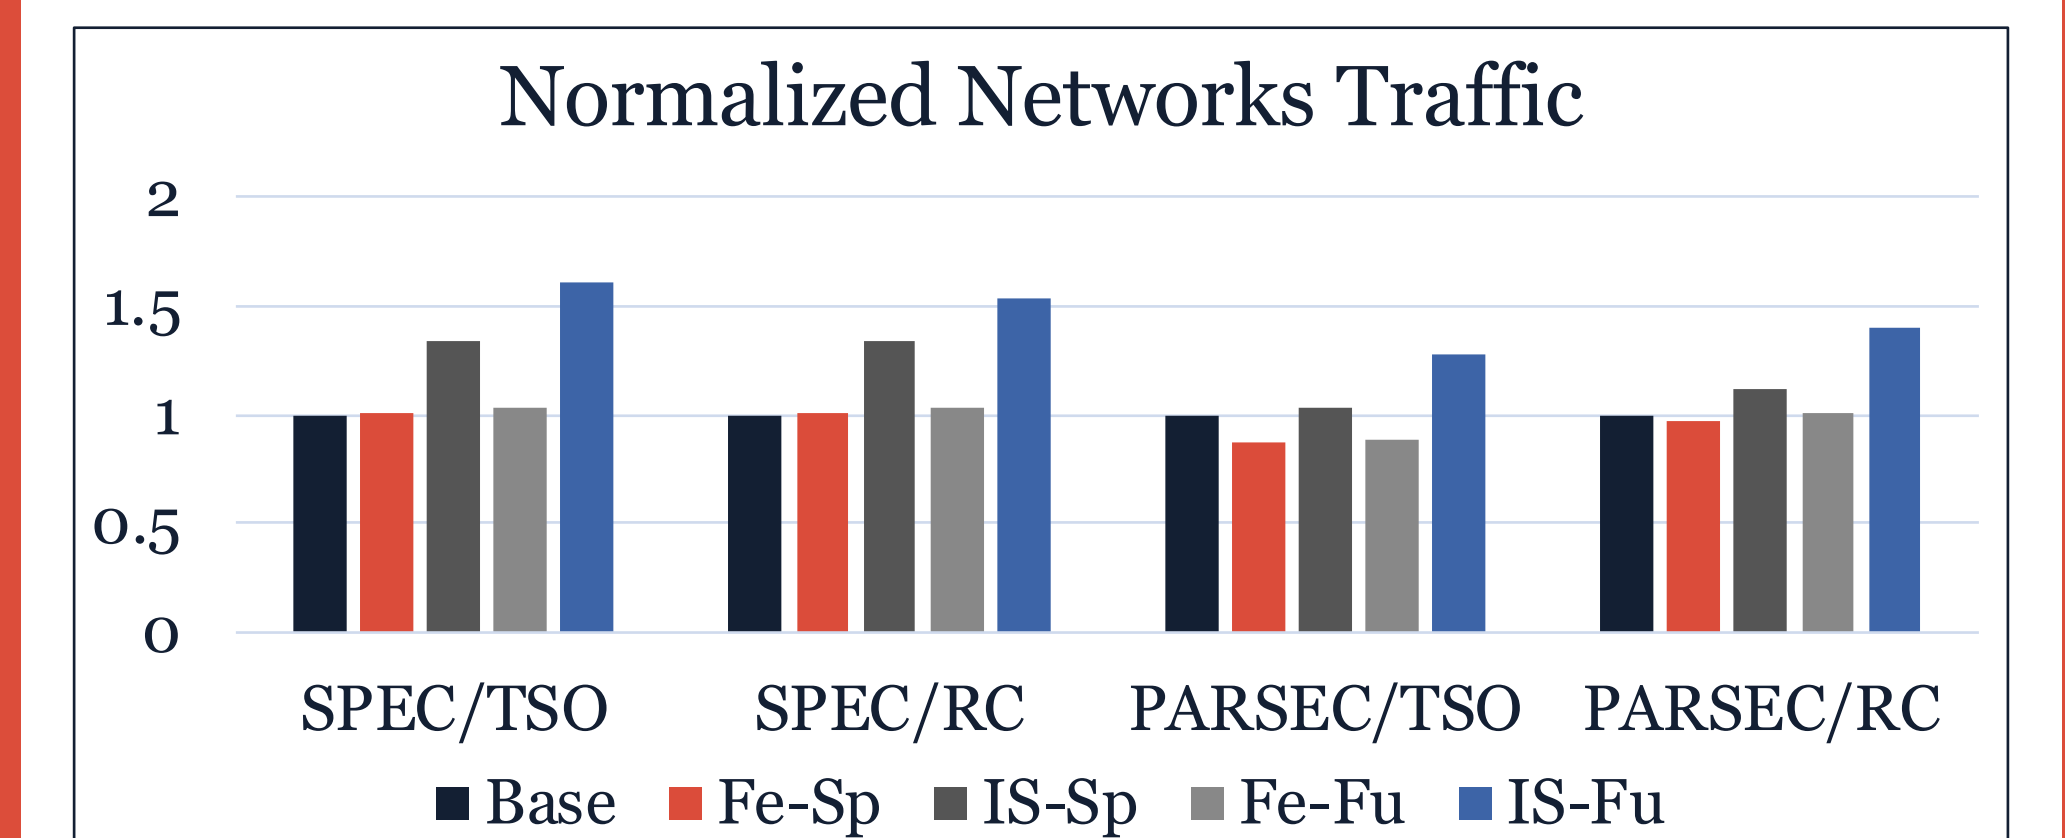 Normalized Networks Traffic
2
1.5
1
0.5
0
SPEC/TSO SPEC/RC PARSEC/TSO PARSEC/RC
Base Fe-Sp IS-Sp Fe-Fu IS-Fu